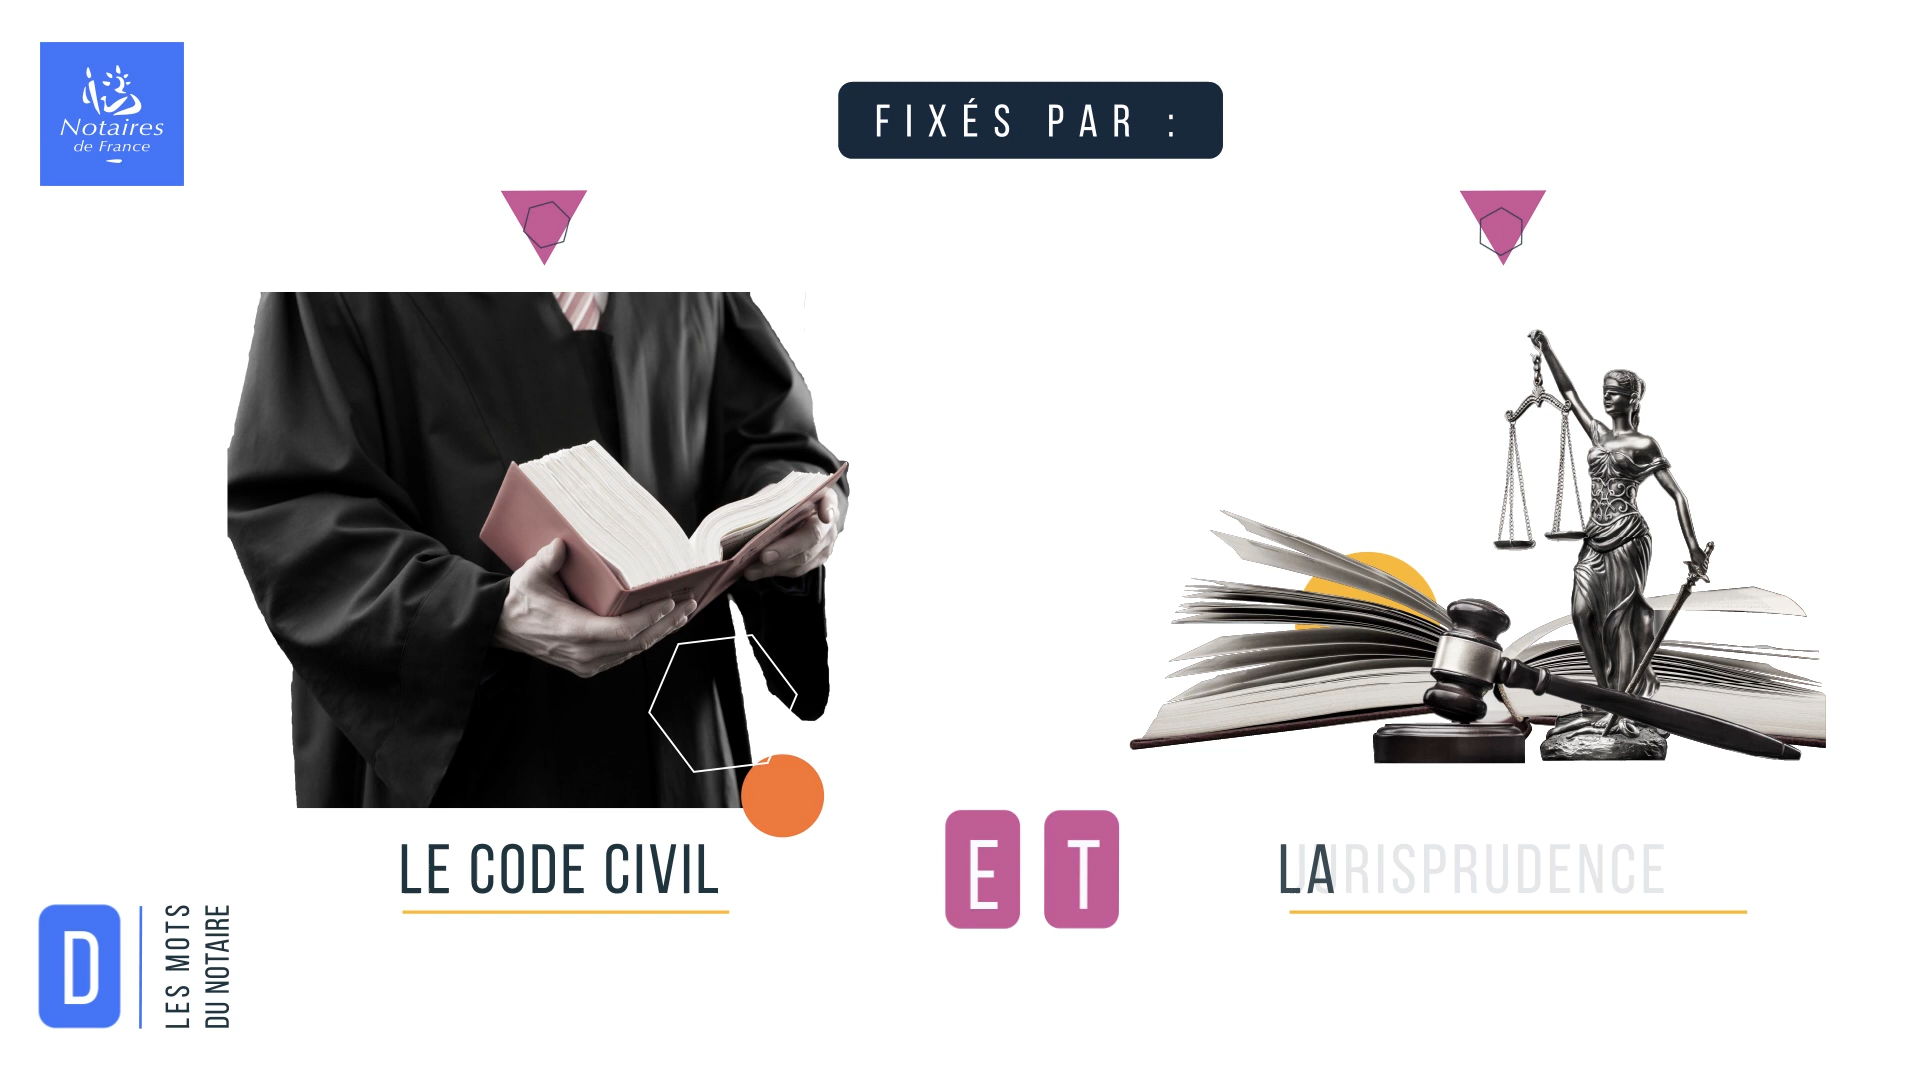 Notaires
de France
FIXÉS PAR :
LE CODE CIVIL
E T
LA JURISPRUDENCE
D
LES MOTS
DU NOTAIRE